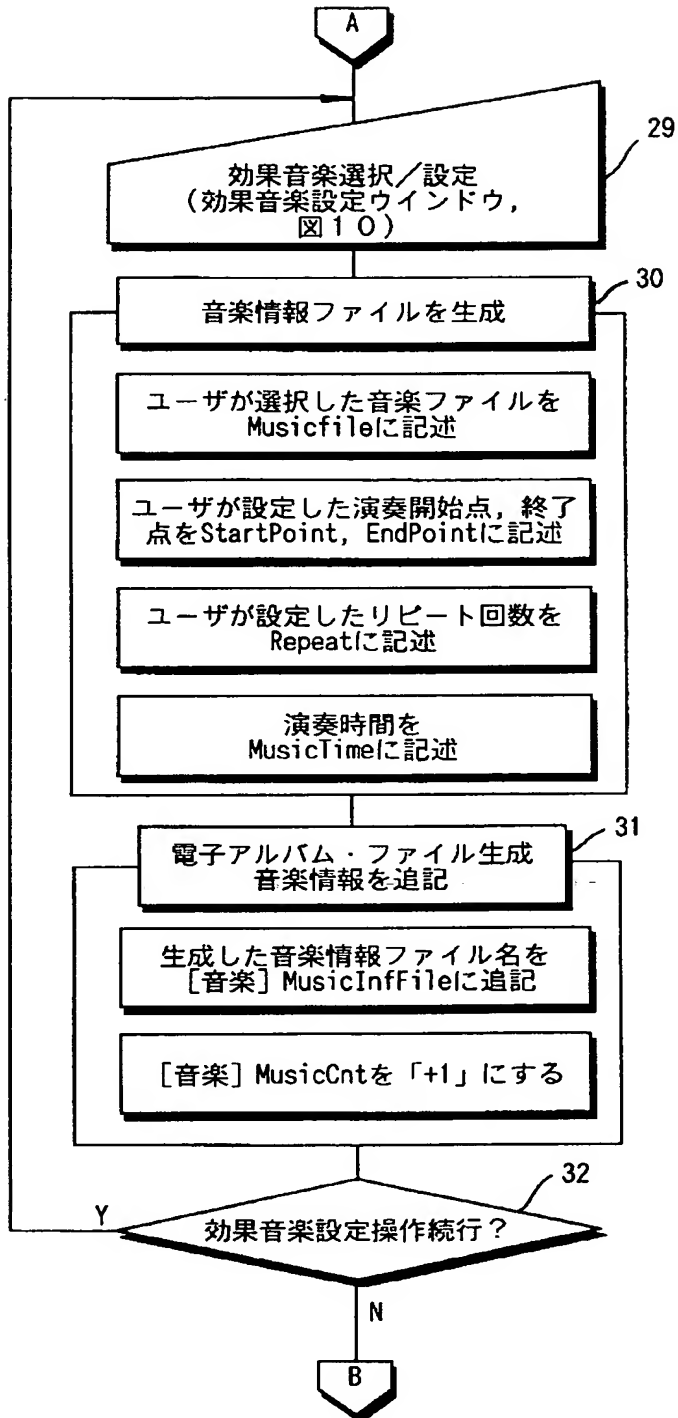 A
29
効果音楽選択／設定
（効果音楽設定ウインドウ，
図１０）
30
音楽情報ファイルを生成
ユーザが選択した音楽ファイルを
Musicfileに記述
ユーザが設定した演奏開始点，終了
点をStartPoint，EndPointに記述
ユーザが設定したリピート回数を
Repeatに記述
演奏時間を
MusicTimeに記述
31
電子アルバム・ファイル生成
音楽情報を追記
生成した音楽情報ファイル名を
［音楽］MusicInfFileに追記
［音楽］MusicCntを「+1」にする
32
Y
効果音楽設定操作続行？
N
B